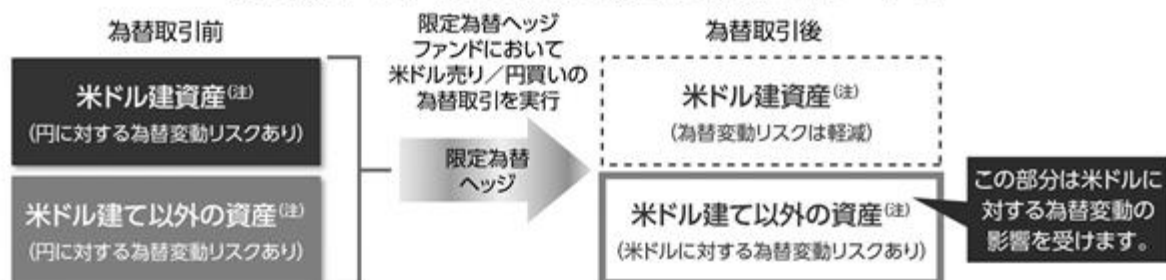 為替取引前
米ドル建資産(注)
(円に対する為替変動リスクあり)
米ドル建て以外の資産(注)
(円に対する為替変動リスクあり)
限定為替ヘッジ
ファンドにおいて
米ドル売り/円買いの
為替取引を実行
限定為替
ヘッジ
為替取引後
米ドル建資産(注)
(為替変動リスクは軽減)
米ドル建て以外の資産(注)
(米ドルに対する為替変動リスクあり)
この部分は米ドルに
対する為替変動の
影響を受けます。